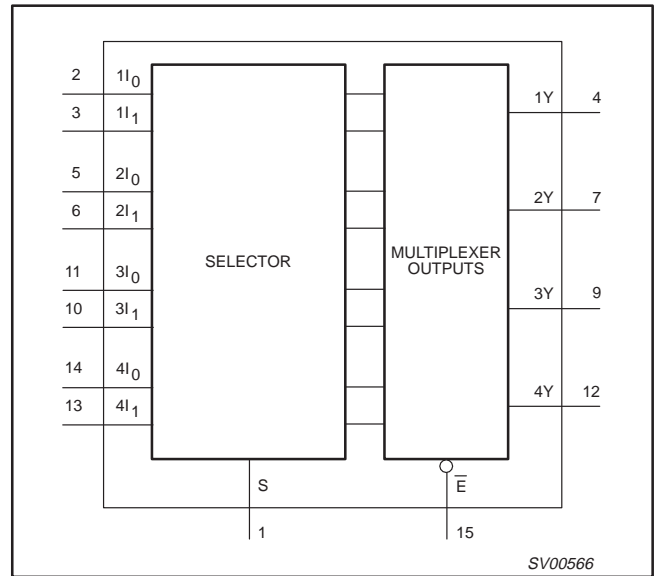 2 1I0
3 1I1
1Y 4
5 2I0
6 2I1
2Y 7
SELECTOR
MULTIPLEXER
OUTPUTS
11 3I0
10 3I1
3Y 9
14 4I0
13 4I1
4Y 12
S
E̅
1
15
SV00566